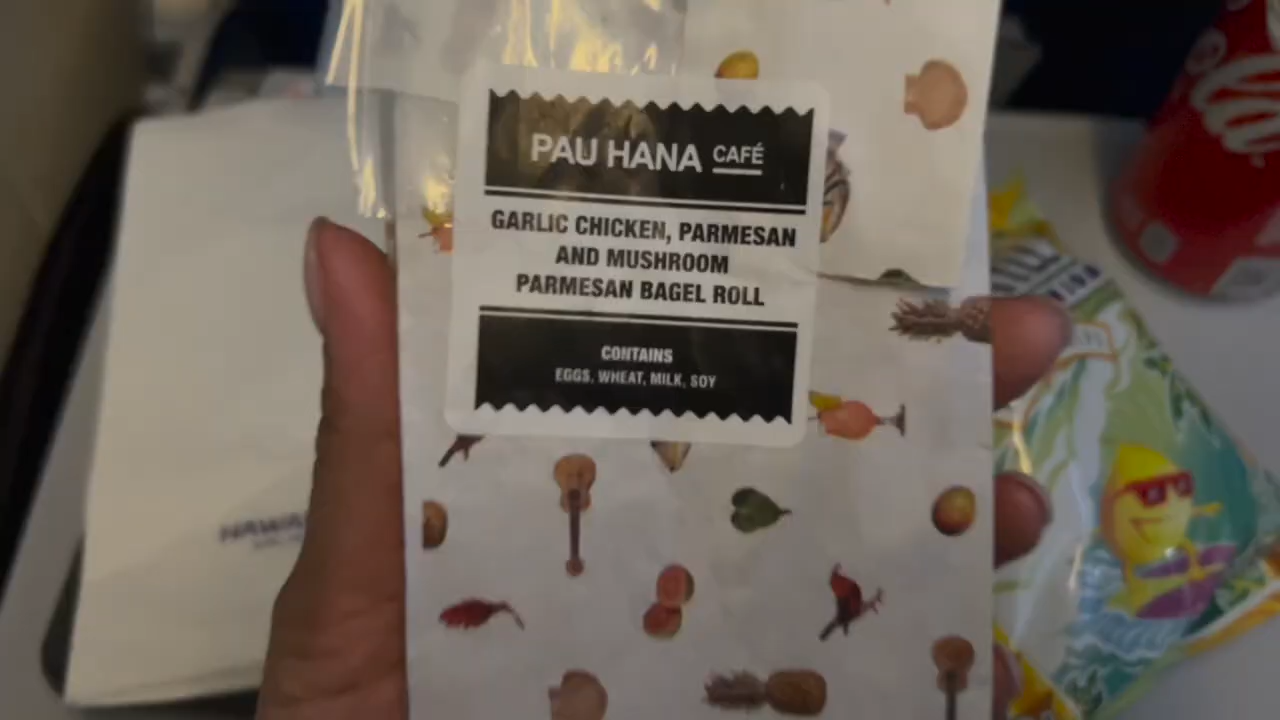 PAU HANA CAFÉ
GARLIC CHICKEN, PARMESAN
AND MUSHROOM
PARMESAN BAGEL ROLL
CONTAINS
EGGS, WHEAT, MILK, SOY